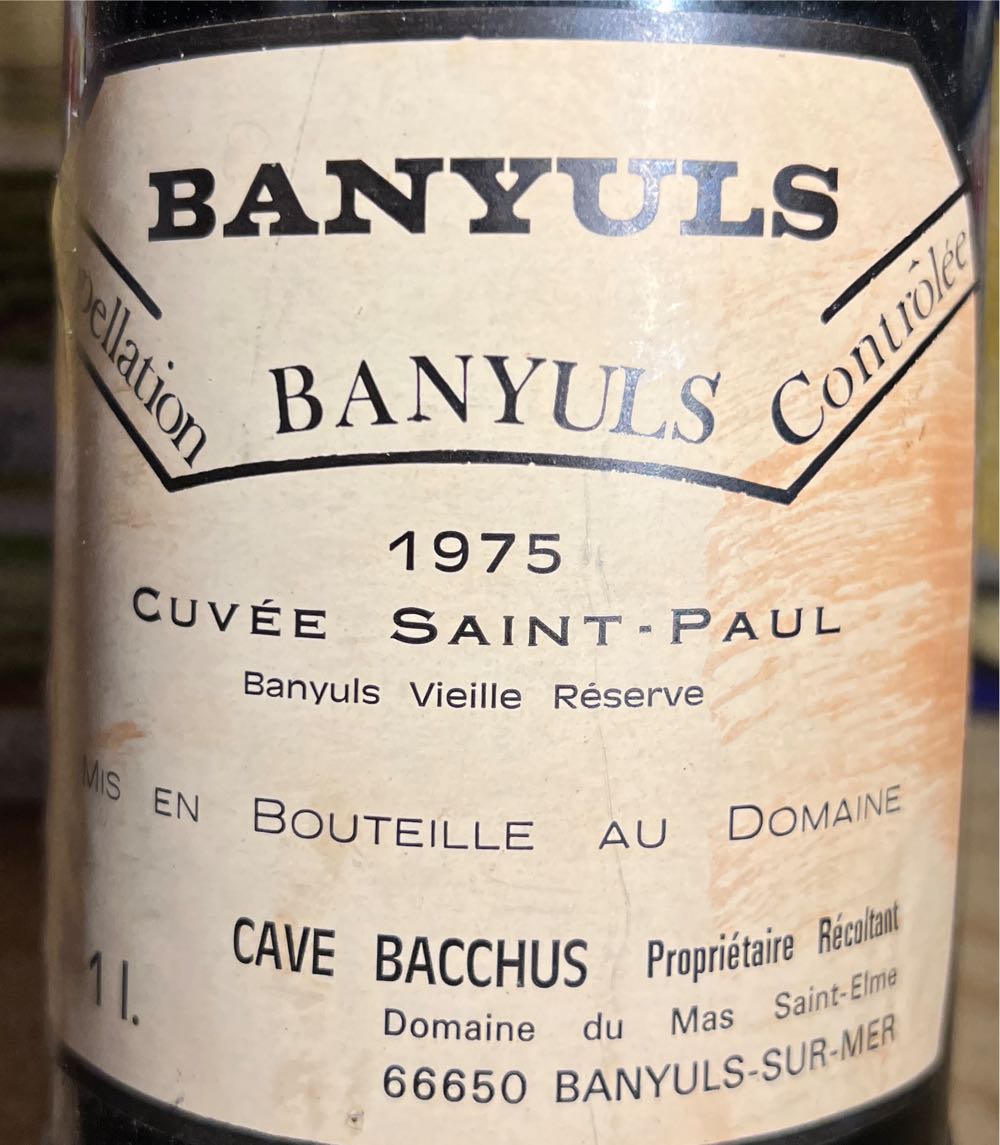 BANYULS
pellation BANYULS Contrôlée
1975
CUVÉE SAINT-PAUL
Banyuls Vieille Réserve
MIS EN BOUTEILLE AU DOMAINE
CAVE BACCHUS Propriétaire Récoltant
1 l.
Domaine du Mas Saint-Elme
66650 BANYULS-SUR-MER